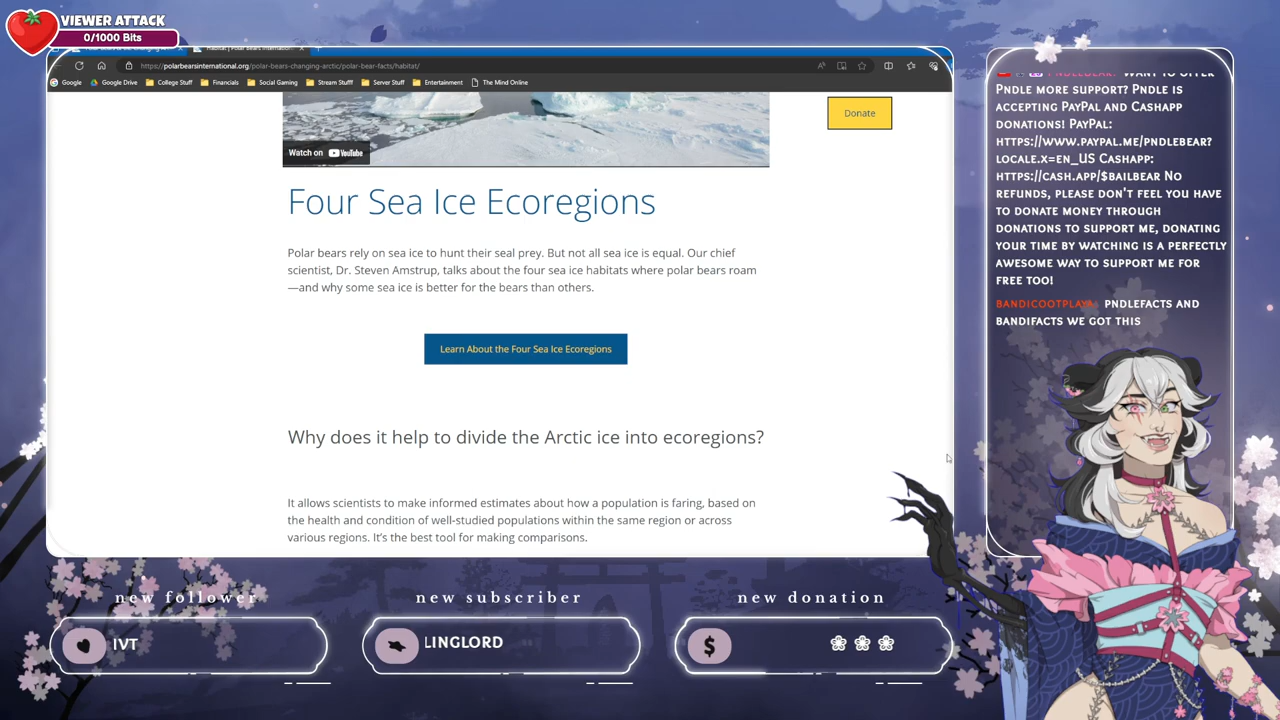 VIEWER ATTACK
0/1000 Bits
https://polarbearsinternational.org/polar-bears-changing-arctic/polar-bear-facts/habitat/
Google
Google Drive
College Stuff
Financials
Social Gaming
Stream Stufff
Server Stuff
Entertainment
The Mind Online
Donate
Watch on YouTube
Four Sea Ice Ecoregions
Polar bears rely on sea ice to hunt their seal prey. But not all sea ice is equal. Our chief
scientist, Dr. Steven Amstrup, talks about the four sea ice habitats where polar bears roam
—and why some sea ice is better for the bears than others.
Learn About the Four Sea Ice Ecoregions
Why does it help to divide the Arctic ice into ecoregions?
It allows scientists to make informed estimates about how a population is faring, based on
the health and condition of well-studied populations within the same region or across
various regions. It's the best tool for making comparisons.
PNDLEBEAR: WANT TO OFFER
PNDLE MORE SUPPORT? PNDLE IS
ACCEPTING PAYPAL AND CASHAPP
DONATIONS! PAYPAL:
HTTPS://WWW.PAYPAL.ME/PNDLEBEAR?
LOCALE.X=EN_US CASHAPP:
HTTPS://CASH.APP/$BAILBEAR NO
REFUNDS, PLEASE DON'T FEEL YOU HAVE
TO DONATE MONEY THROUGH
DONATIONS TO SUPPORT ME, DONATING
YOUR TIME BY WATCHING IS A PERFECTLY
AWESOME WAY TO SUPPORT ME FOR
FREE TOO!
BANDICOOTPLAYS: PNDLEFACTS AND
BANDIFACTS WE GOT THIS
new follower
IVT
new subscriber
LINGLORD
new donation
$